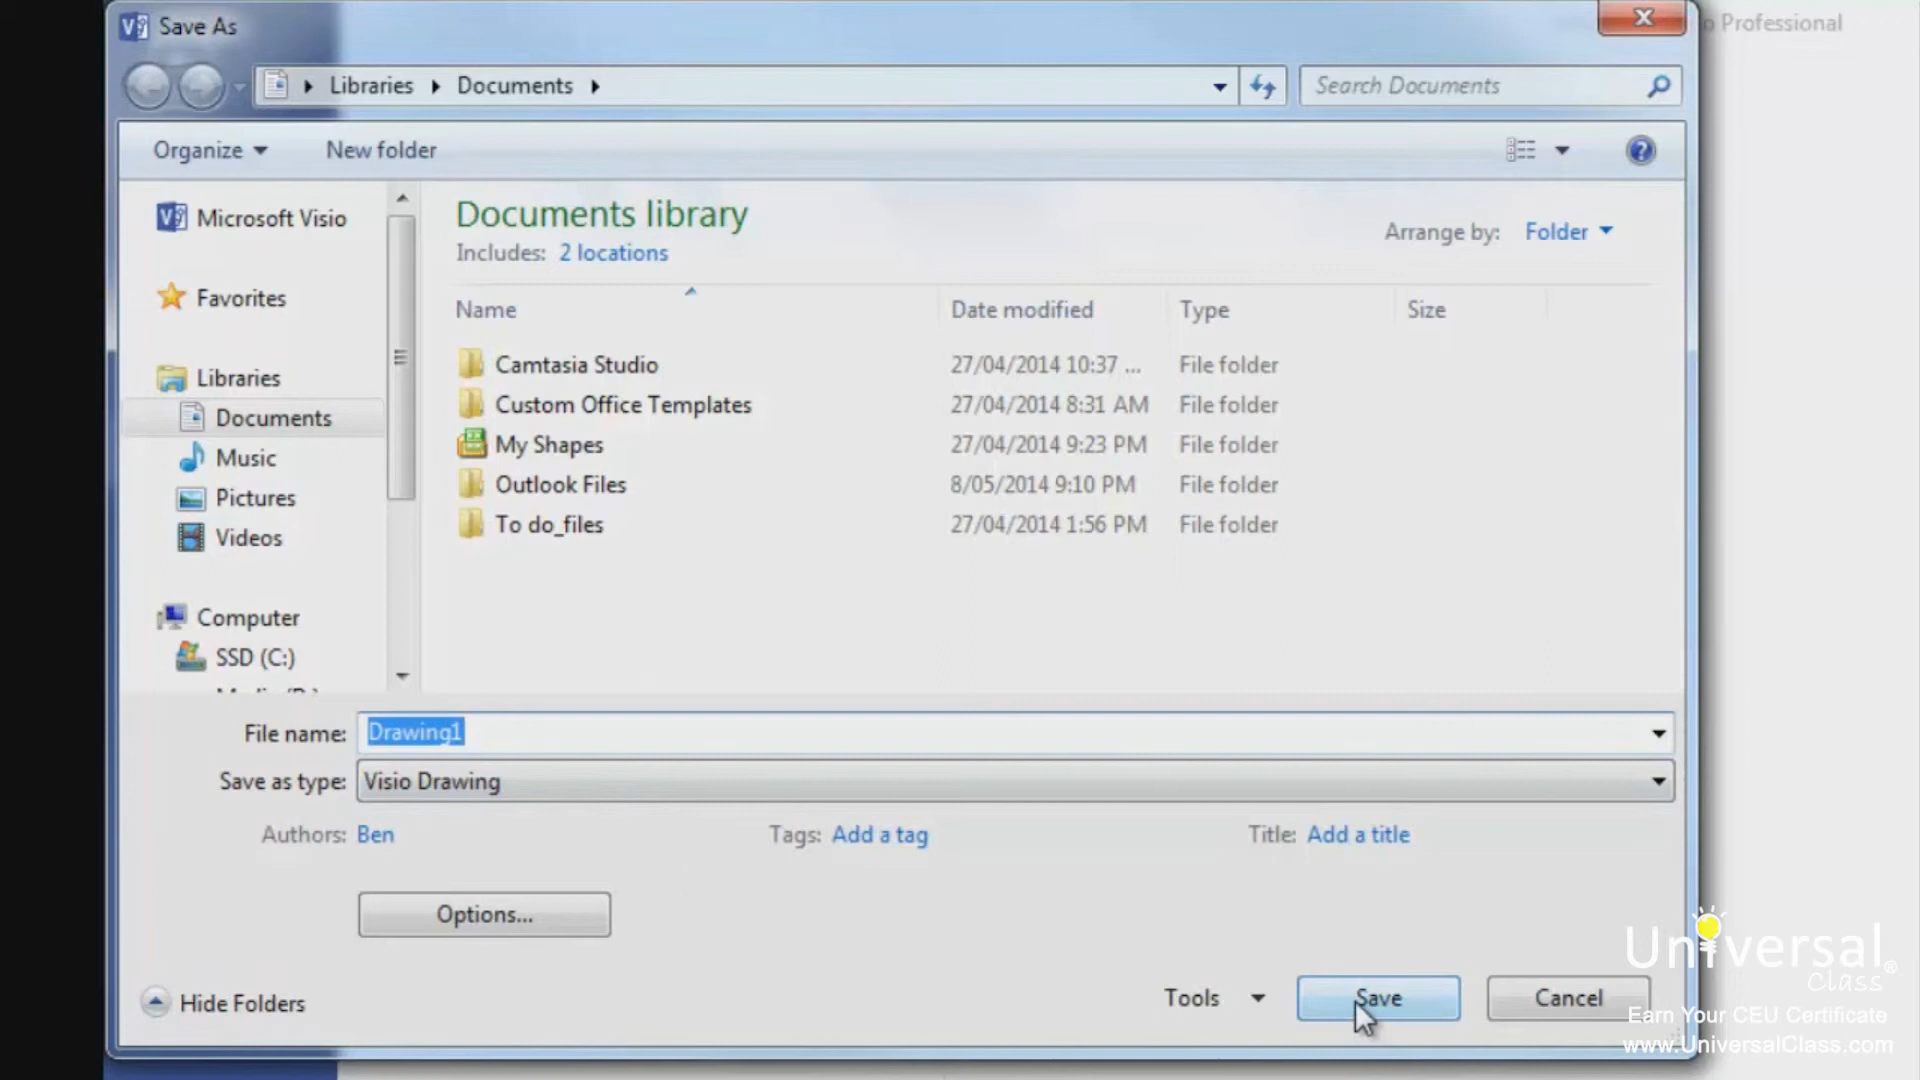 Save As
o Professional
Libraries Documents
Search Documents
Organize New folder
Microsoft Visio
Favorites
Libraries
Documents
Music
Pictures
Videos
Computer
SSD (C:)
Documents library
Includes: 2 locations
Arrange by: Folder
Name Date modified Type Size
Camtasia Studio 27/04/2014 10:37 ... File folder
Custom Office Templates 27/04/2014 8:31 AM File folder
My Shapes 27/04/2014 9:23 PM File folder
Outlook Files 8/05/2014 9:10 PM File folder
To do_files 27/04/2014 1:56 PM File folder
File name: Drawing1
Save as type: Visio Drawing
Authors: Ben Tags: Add a tag Title: Add a title
Options...
Hide Folders
Tools Save Cancel
Universal
Class®
Earn Your CEU Certificate
www.UniversalClass.com